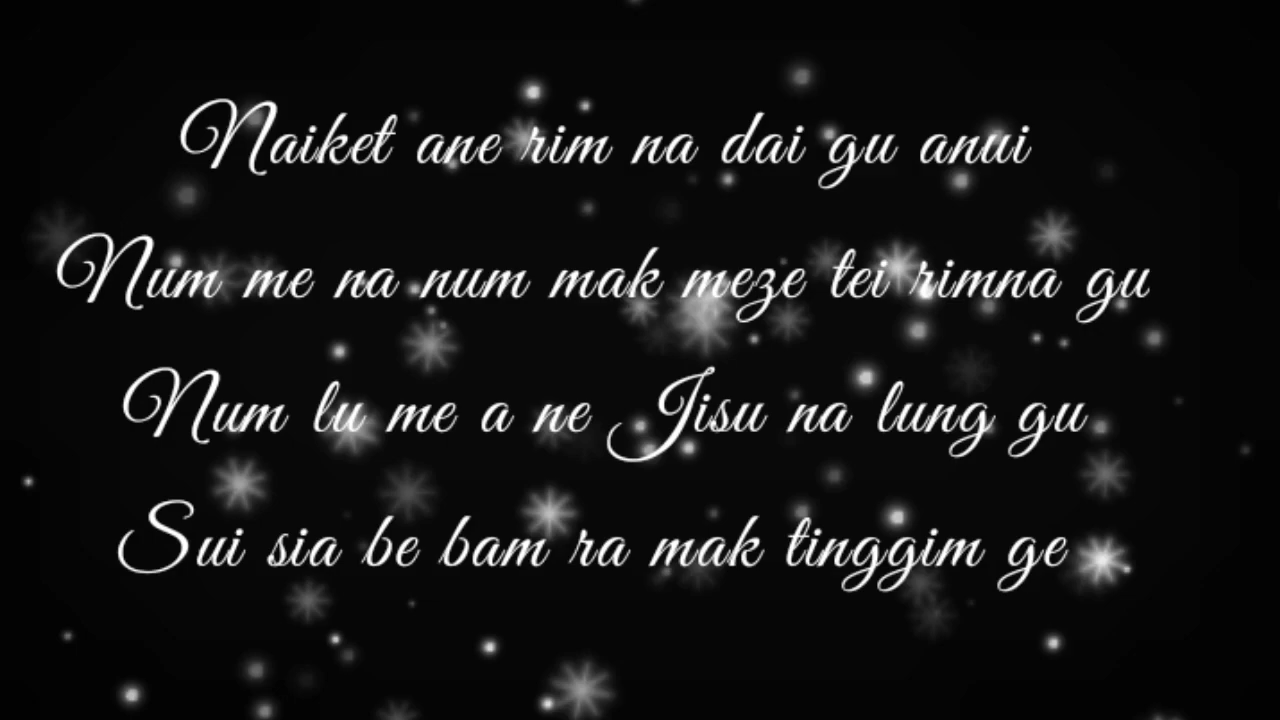 Naiket ane rim na dai gu anui
Num me na num mak meze tei rimna gu
Num lu me a ne Jisu na lung gu
Sui sia be bam ra mak tinggim ge